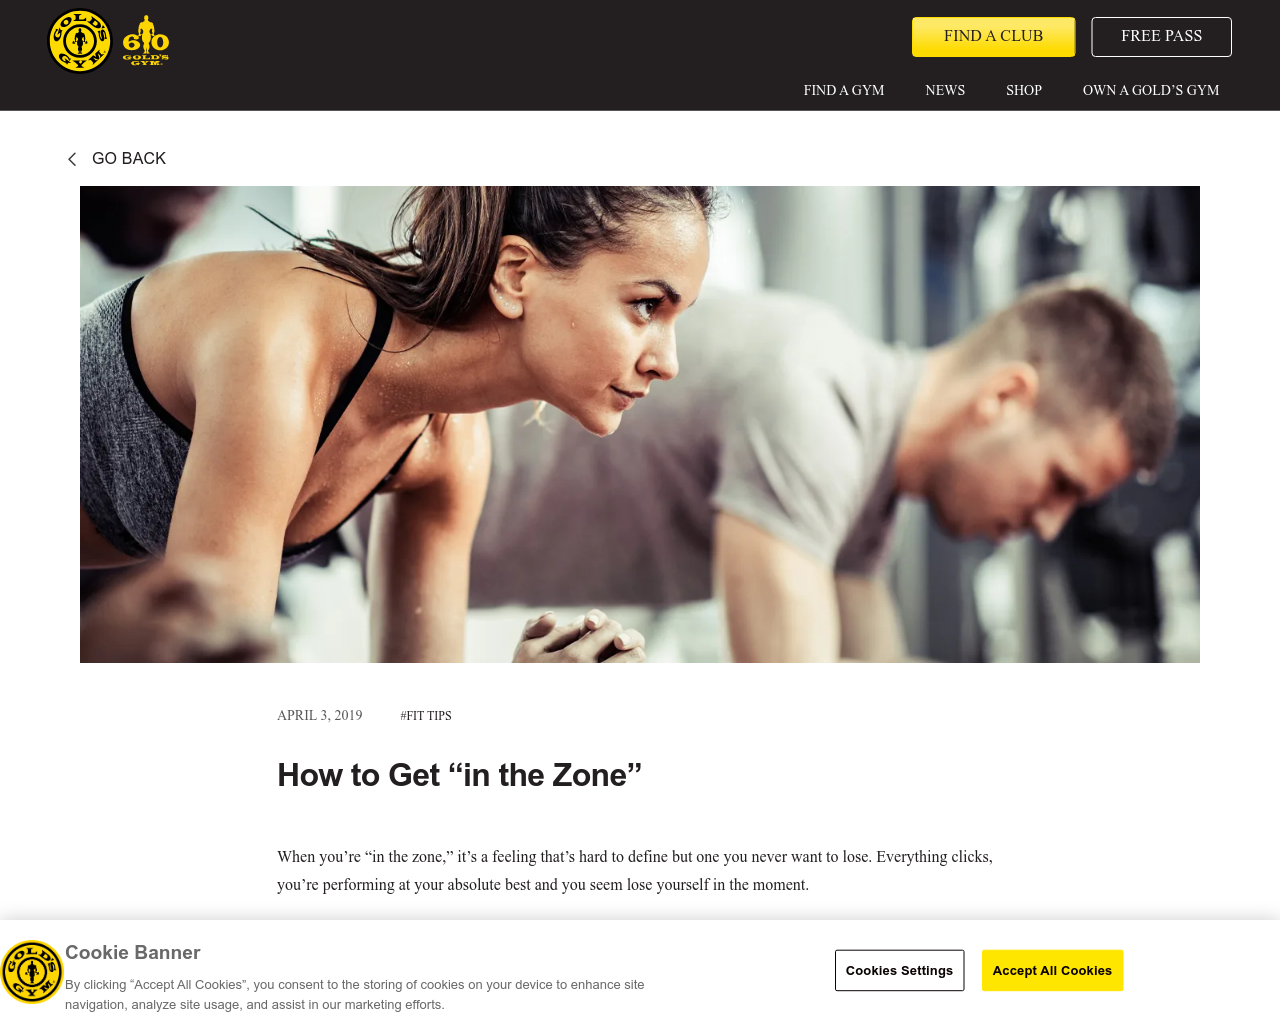 GOLD'S
GYM
60
GOLD'S
GYM
FIND A CLUB
FREE PASS
FIND A GYM
NEWS
SHOP
OWN A GOLD’S GYM
GO BACK
APRIL 3, 2019
#FIT TIPS
How to Get “in the Zone”
When you’re “in the zone,” it’s a feeling that’s hard to define but one you never want to lose. Everything clicks,
you’re performing at your absolute best and you seem lose yourself in the moment.
GOLD'S
GYM
Cookie Banner
By clicking “Accept All Cookies”, you consent to the storing of cookies on your device to enhance site
navigation, analyze site usage, and assist in our marketing efforts.
Cookies Settings
Accept All Cookies